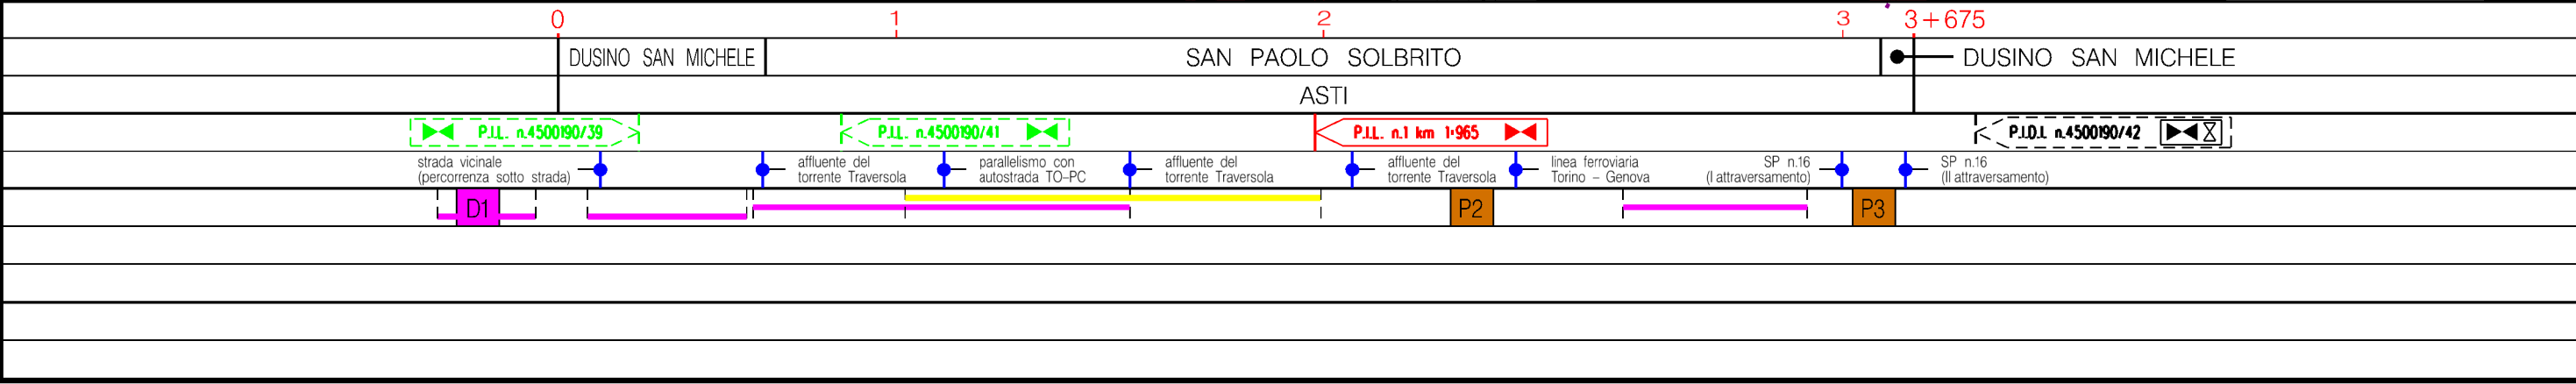 0 1 2 3 3+675
DUSINO SAN MICHELE SAN PAOLO SOLBRITO DUSINO SAN MICHELE
ASTI
P.I.L. n.4500190/39 P.I.L. n.4500190/41 P.I.L. n.1 km 1+965 P.I.D.I. n.4500190/42
strada vicinale
(percorrenza sotto strada)
affluente del
torrente Traversola
parallelismo con
autostrada TO-PC
affluente del
torrente Traversola
affluente del
torrente Traversola
linea ferroviaria
Torino - Genova
SP n.16
(I attraversamento)
SP n.16
(II attraversamento)
D1 P2 P3